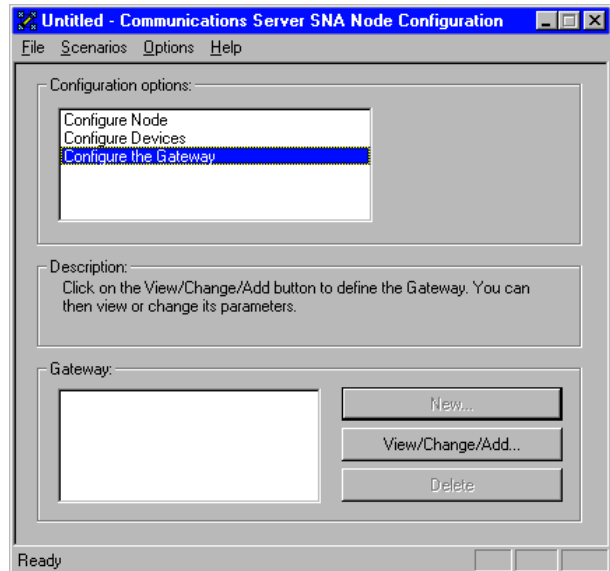 Untitled - Communications Server SNA Node Configuration
File Scenarios Options Help
Configuration options:
Configure Node
Configure Devices
Configure the Gateway
Description:
Click on the View/Change/Add button to define the Gateway. You can
then view or change its parameters.
Gateway:
New...
View/Change/Add...
Delete
Ready